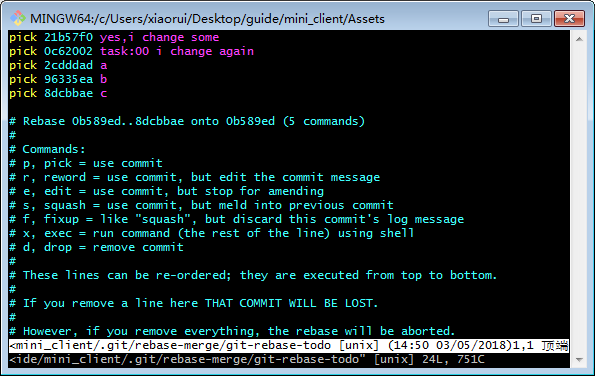 MINGW64:/c/Users/xiaorui/Desktop/guide/mini_client/Assets
pick 21b57f0 yes,i change some
pick 0c62002 task:00 i change again
pick 2cdddad a
pick 96335ea b
pick 8dcbbae c
# Rebase 0b589ed..8dcbbae onto 0b589ed (5 commands)
#
# Commands:
# p, pick = use commit
# r, reword = use commit, but edit the commit message
# e, edit = use commit, but stop for amending
# s, squash = use commit, but meld into previous commit
# f, fixup = like "squash", but discard this commit's log message
# x, exec = run command (the rest of the line) using shell
# d, drop = remove commit
#
# These lines can be re-ordered; they are executed from top to bottom.
#
# If you remove a line here THAT COMMIT WILL BE LOST.
#
# However, if you remove everything, the rebase will be aborted.
<mini_client/.git/rebase-merge/git-rebase-todo [unix] (14:50 03/05/2018)1,1 顶端
<ide/mini_client/.git/rebase-merge/git-rebase-todo" [unix] 24L, 751C